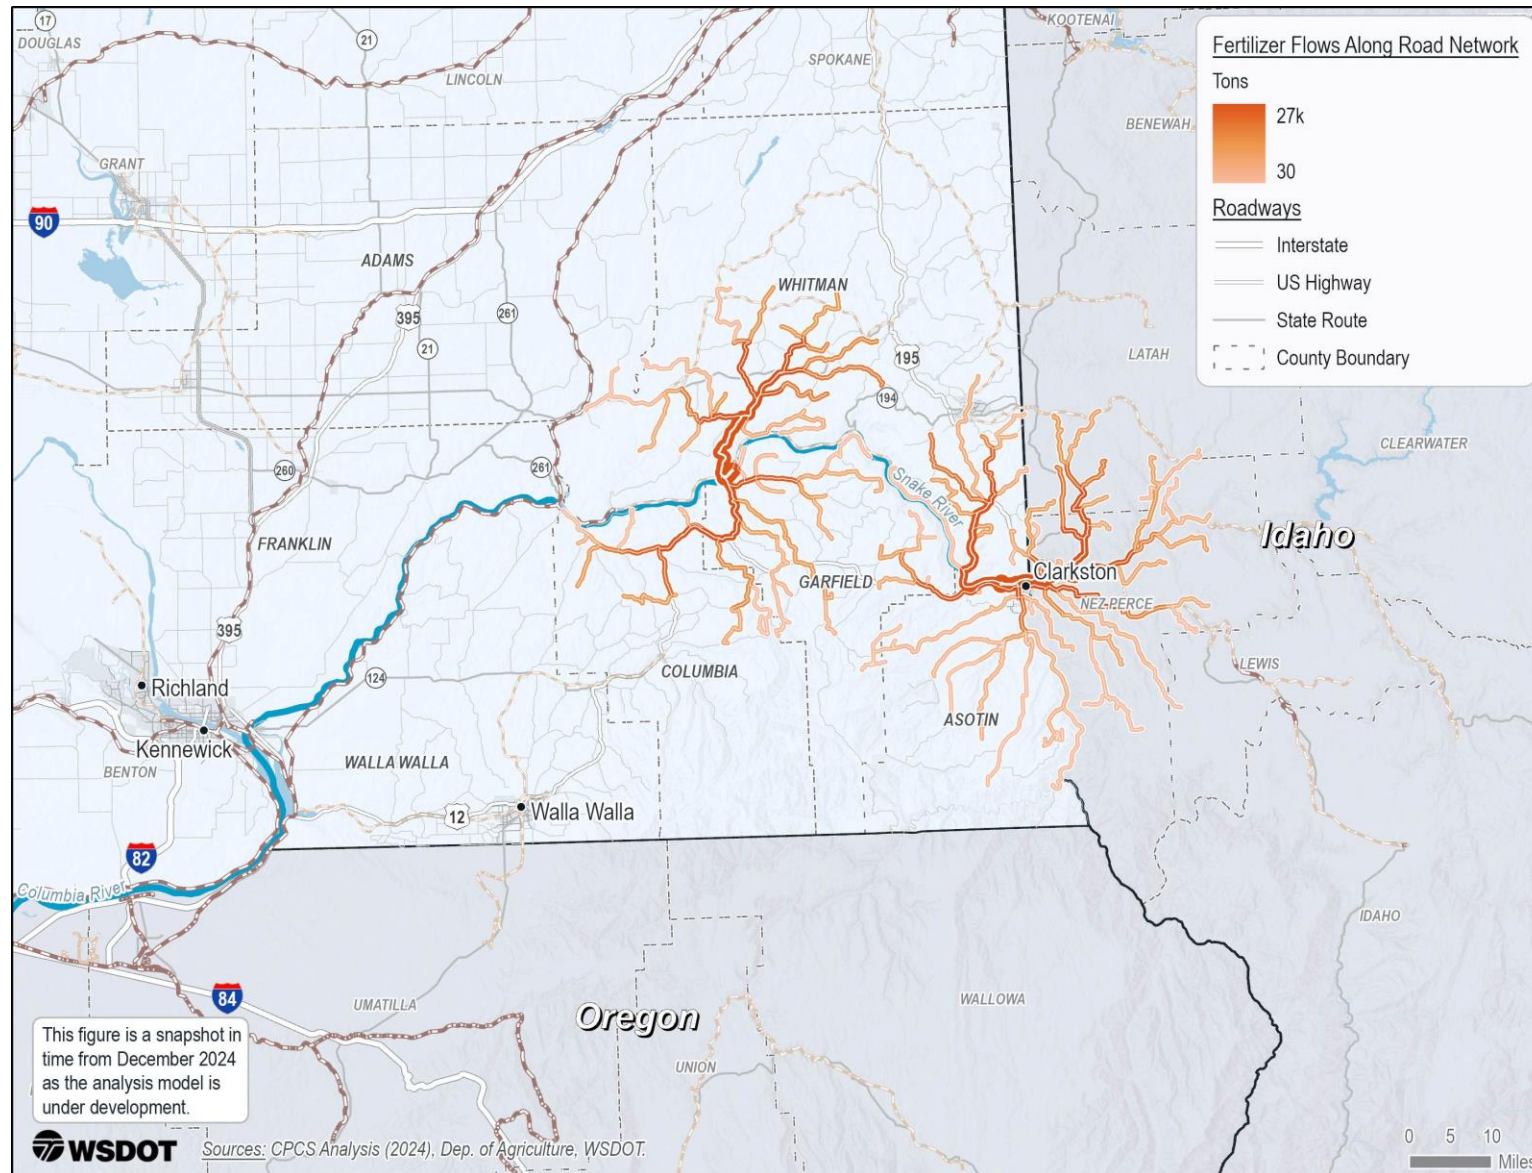 17
DOUGLAS
21
LINCOLN
SPOKANE
KOOTENAI
Fertilizer Flows Along Road Network
Tons
27k
30
Roadways
Interstate
US Highway
State Route
County Boundary
BENEWAH
GRANT
90
ADAMS
WHITMAN
395
261
21
195
LATAH
194
CLEARWATER
260
261
Snake River
FRANKLIN
Idaho
Clarkston
GARFIELD
NEZ PERCE
395
COLUMBIA
LEWIS
124
Richland
ASOTIN
Kennewick
WALLA WALLA
BENTON
12
Walla Walla
82
Columbia River
IDAHO
84
UMATILLA
Oregon
WALLOWA
UNION
This figure is a snapshot in
time from December 2024
as the analysis model is
under development.
WSDOT
Sources: CPCS Analysis (2024), Dep. of Agriculture, WSDOT.
0 5 10
Miles